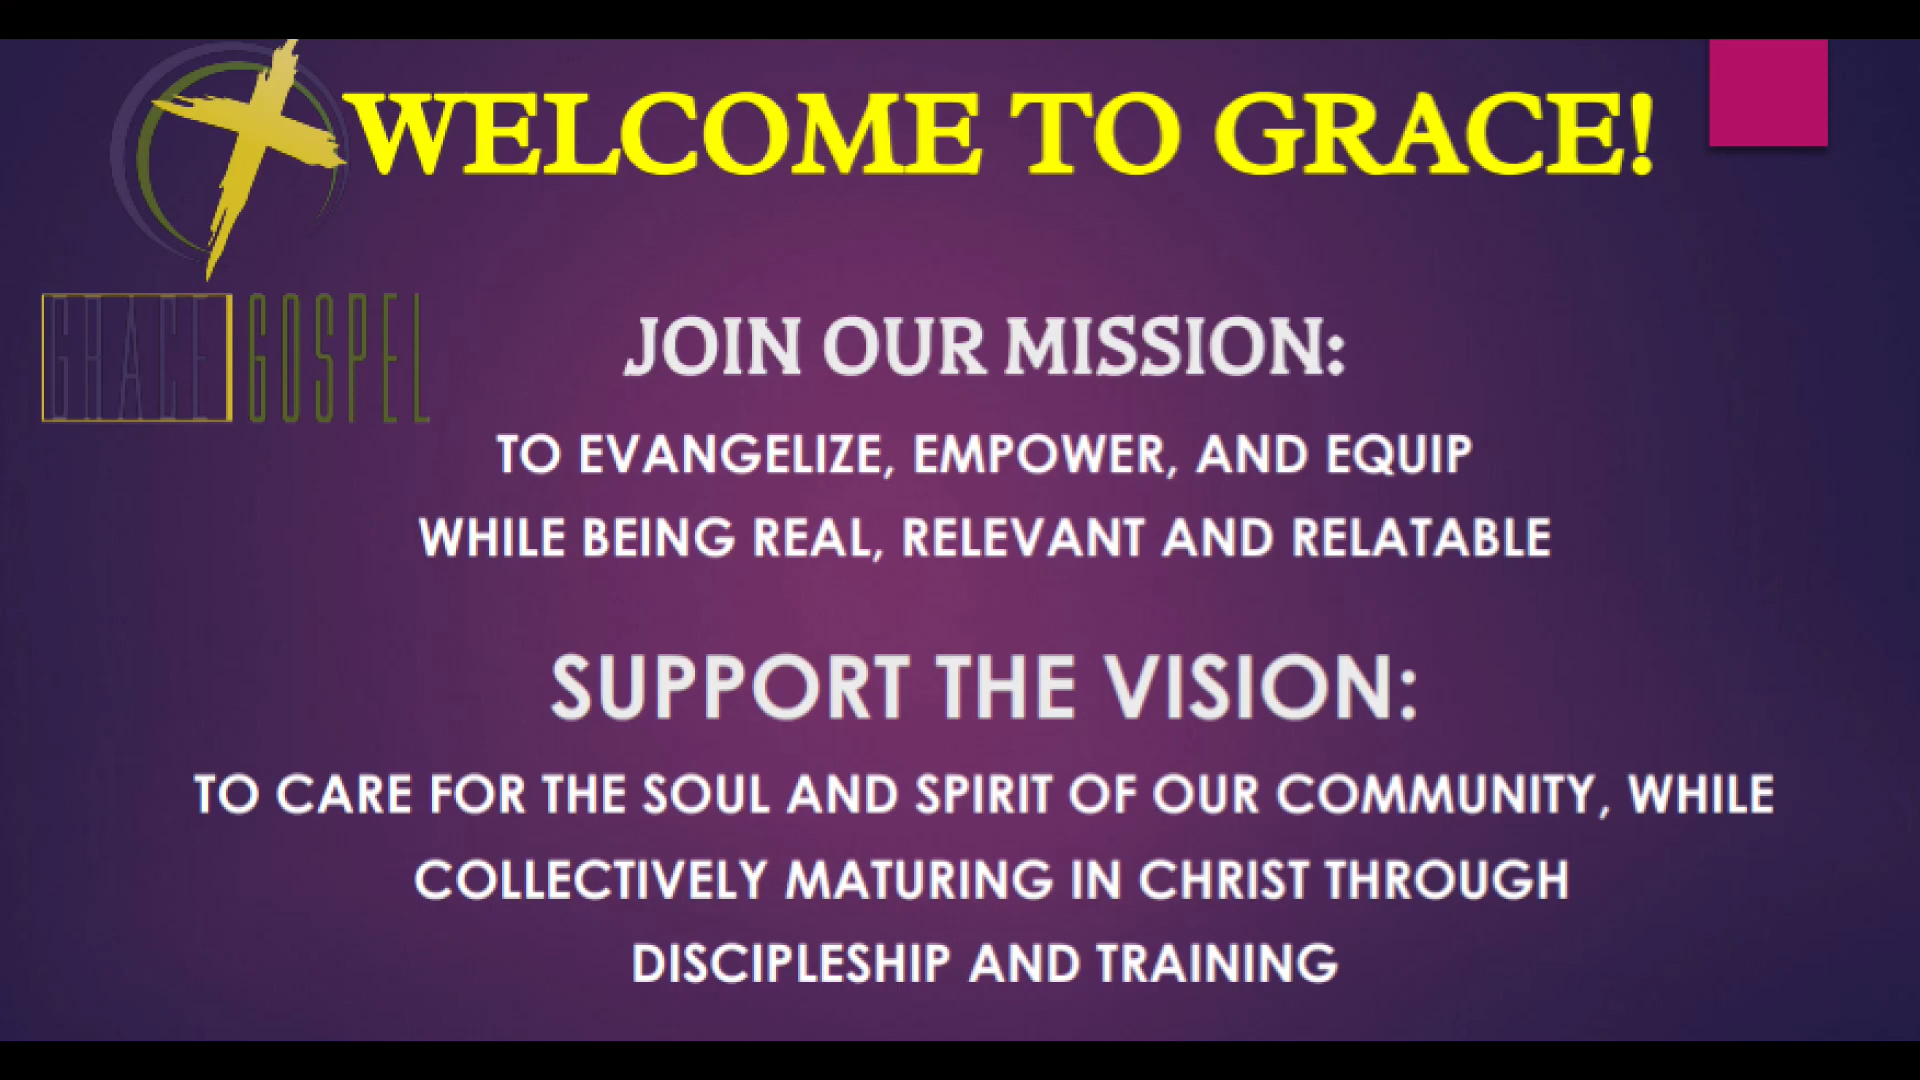 WELCOME TO GRACE!
GRACE GOSPEL
JOIN OUR MISSION:
TO EVANGELIZE, EMPOWER, AND EQUIP
WHILE BEING REAL, RELEVANT AND RELATABLE
SUPPORT THE VISION:
TO CARE FOR THE SOUL AND SPIRIT OF OUR COMMUNITY, WHILE
COLLECTIVELY MATURING IN CHRIST THROUGH
DISCIPLESHIP AND TRAINING